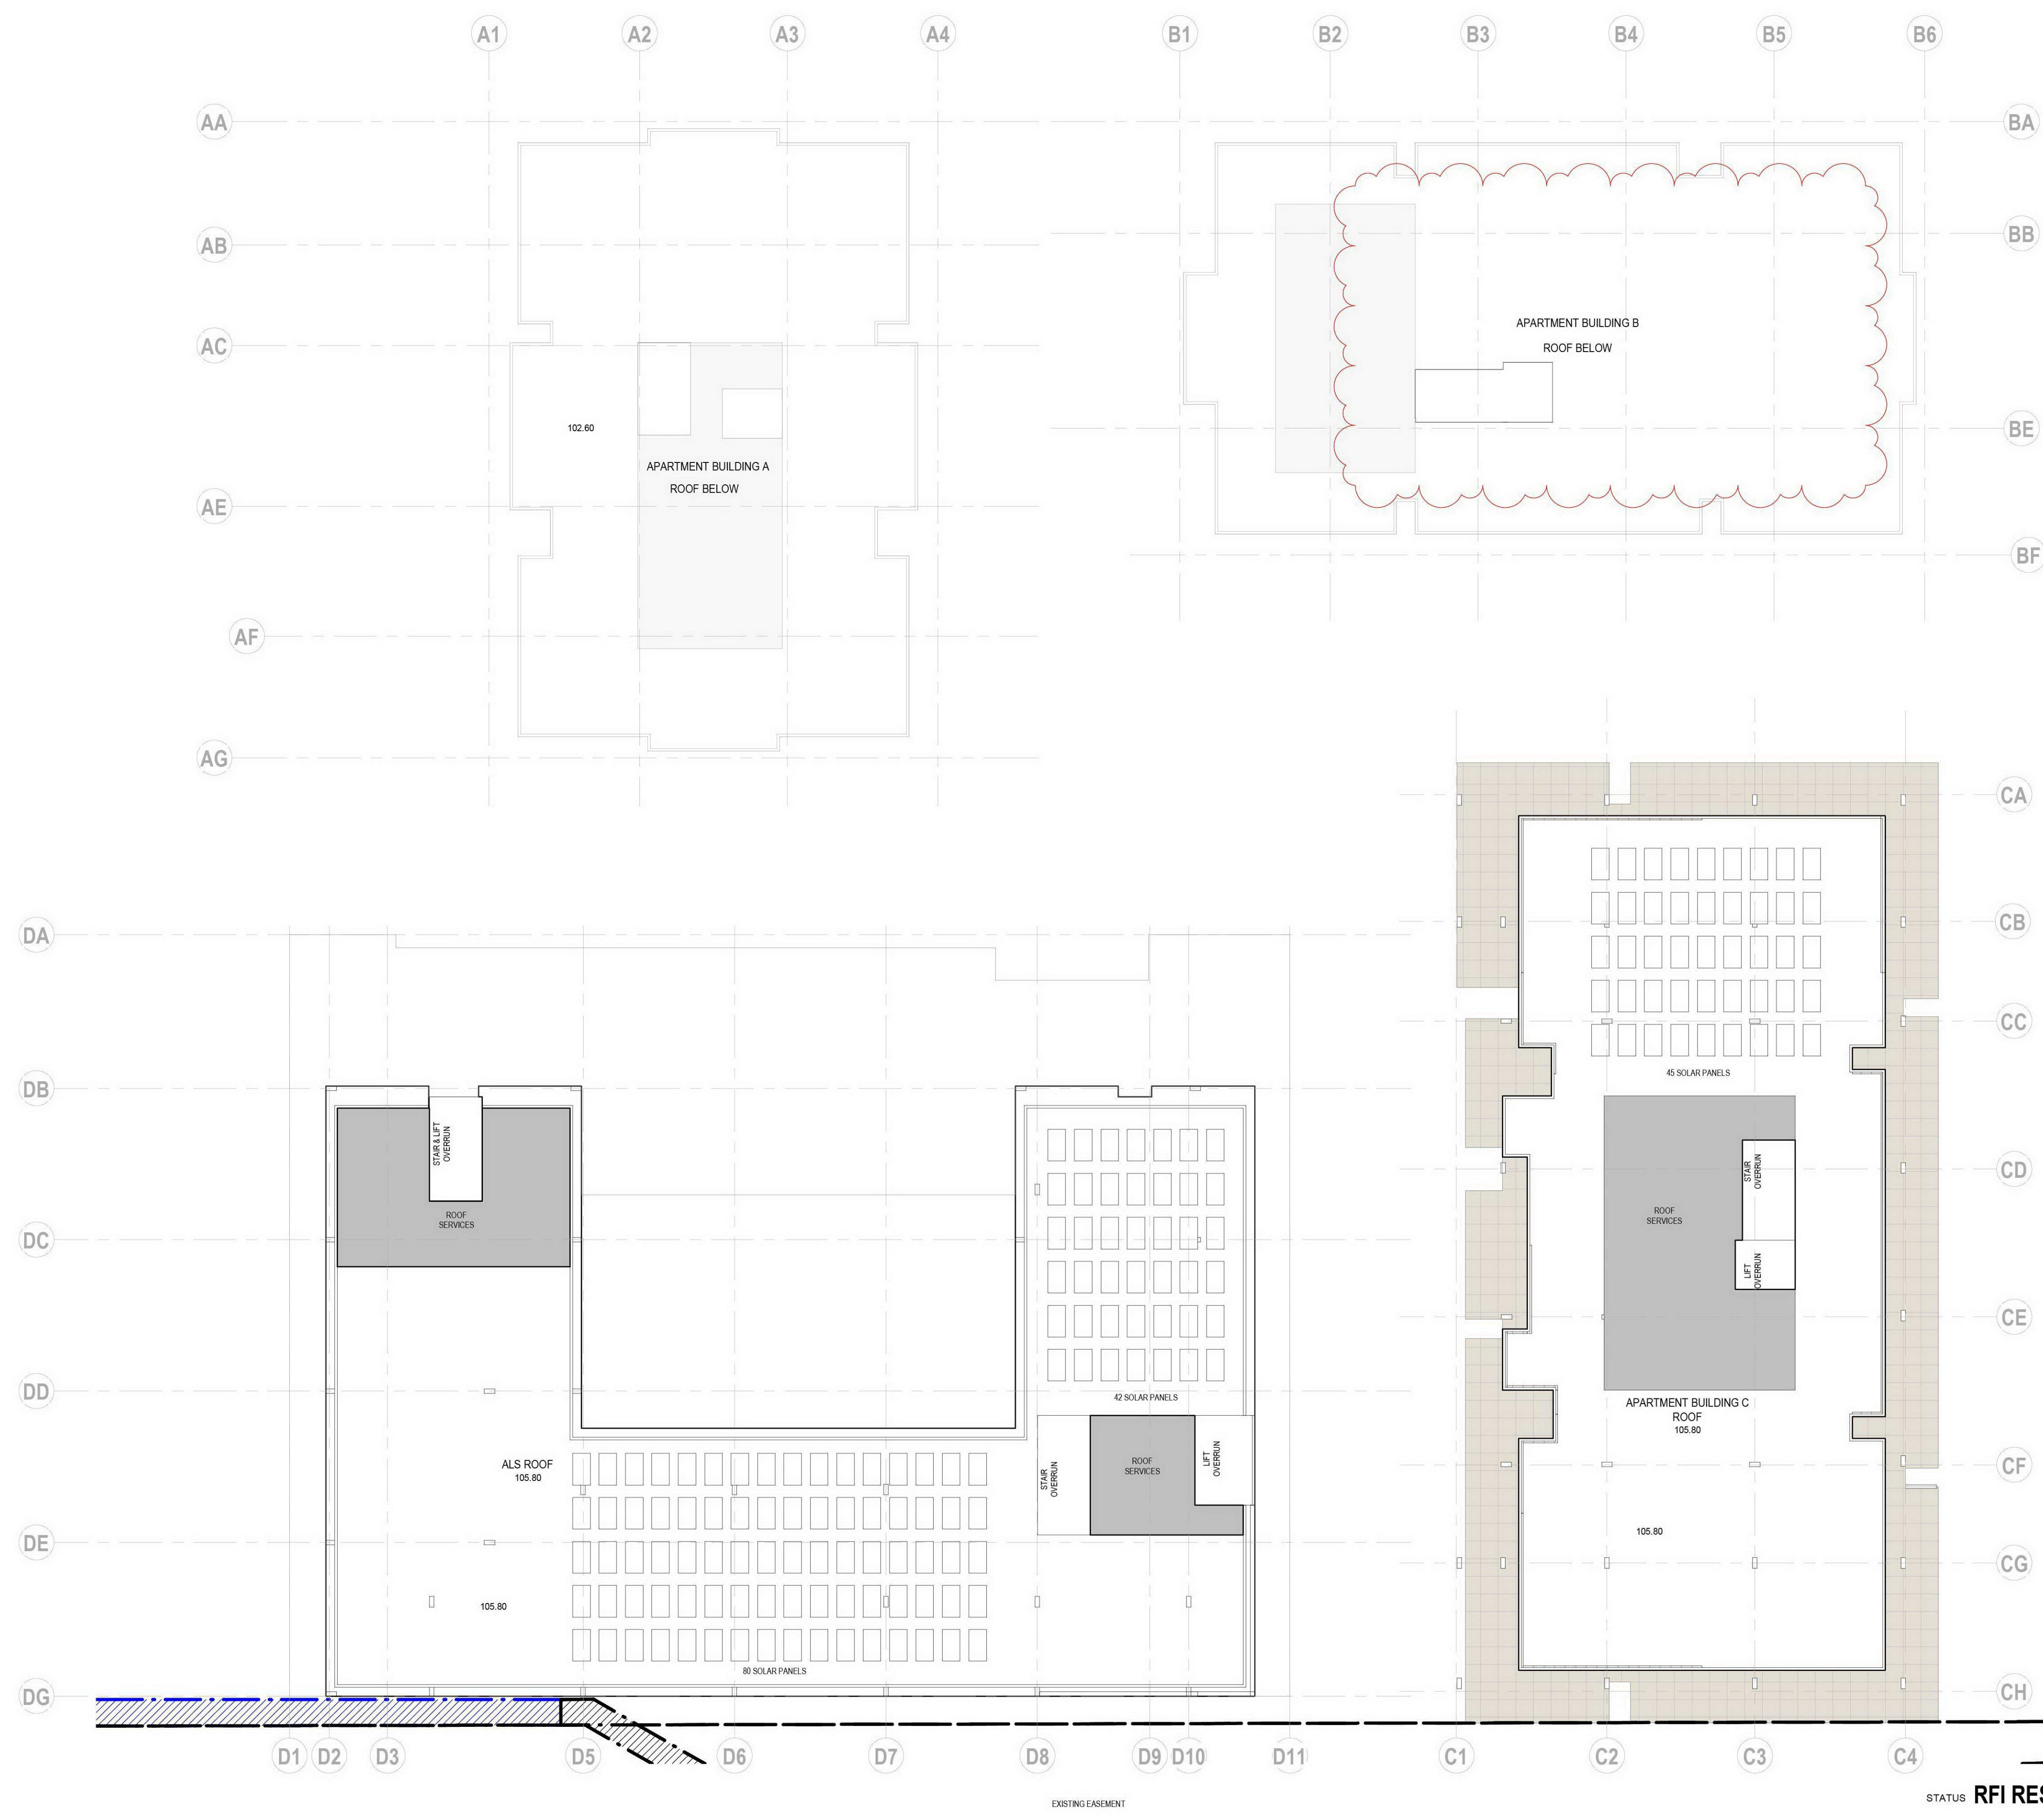 A1 A2 A3 A4 B1 B2 B3 B4 B5 B6
AA BA
AB BB
APARTMENT BUILDING B
ROOF BELOW
AC
102.60
BE
APARTMENT BUILDING A
ROOF BELOW
AE
BF
AF
AG
CA
CB
DA
CC
45 SOLAR PANELS
DB
STAIR & LIFT
OVERRUN
STAIR
OVERRUN
CD
ROOF
SERVICES
ROOF
SERVICES
DC
LIFT
OVERRUN
CE
DD
42 SOLAR PANELS
APARTMENT BUILDING C
ROOF
105.80
ALS ROOF
105.80
STAIR
OVERRUN
ROOF
SERVICES
LIFT
OVERRUN
CF
105.80
DE
CG
105.80
80 SOLAR PANELS
DG CH
D1 D2 D3 D5 D6 D7 D8 D9 D10 D11 C1 C2 C3 C4
EXISTING EASEMENT
STATUS RFI RES